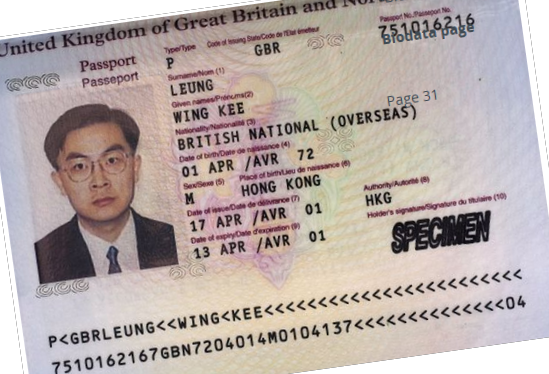 United Kingdom of Great Britain and
Passport
Passeport
Type/Type
P
Code of Issuing State/Code de l'Etat émetteur
GBR
Passport No./Passeport No.
751016216
Biodata page
Surname/Nom (1)
LEUNG
Given names/Prénoms(2)
WING KEE
Page 31
Nationality/Nationalité (3)
BRITISH NATIONAL (OVERSEAS)
Date of birth/Date de naissance (4)
01 APR /AVR 72
Sex/Sexe (5)
M
Place of birth/Lieu de naissance (6)
HONG KONG
Date of issue/Date de délivrance (7)
17 APR /AVR 01
Authority/Autorité (8)
HKG
Date of expiry/Date d'expiration (9)
13 APR /AVR 01
Holder's signature/Signature du titulaire (10)
SPECIMEN
P<GBRLEUNG<<WING<KEE<<<<<<<<<<<<<<<<<<<<<<<<
7510162167GBN7204014M0104137<<<<<<<<<<<<<<04